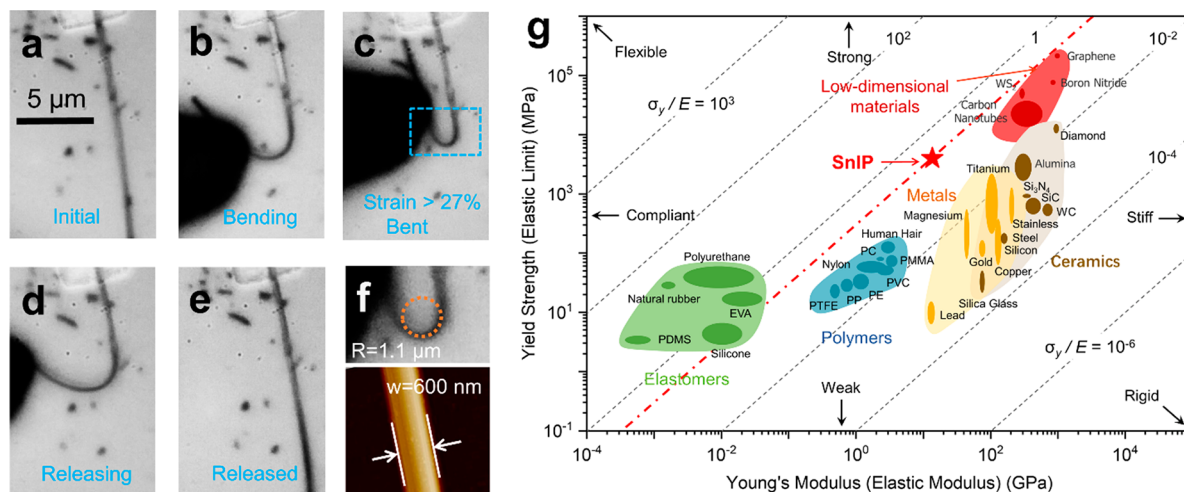 a
Initial
5 μm
b
Bending
c
Strain > 27%
Bent
d
Releasing
e
Released
f
R=1.1 μm
w=600 nm
g
Yield Strength (Elastic Limit) (MPa)
10⁵
10³
10¹
10⁻¹
Flexible
Strong
10²
1
10⁻²
σy / E = 10³
Low-dimensional
materials
Graphene
WS₂
Boron Nitride
Carbon
Nanotubes
Diamond
SnIP
10⁻⁴
Titanium
Alumina
Metals
Si₃N₄
SiC
Compliant
Magnesium
WC
Stiff
Stainless
Steel
Human Hair
PC
PMMA
Silicon
Polyurethane
Nylon
Gold
Ceramics
Natural rubber
PVC
Copper
EVA
PTFE
PP
PE
Silica Glass
Lead
PDMS
Silicone
Polymers
σy / E = 10⁻⁶
Elastomers
Weak
Rigid
10⁻⁴
10⁻²
10⁰
10²
10⁴
Young's Modulus (Elastic Modulus) (GPa)